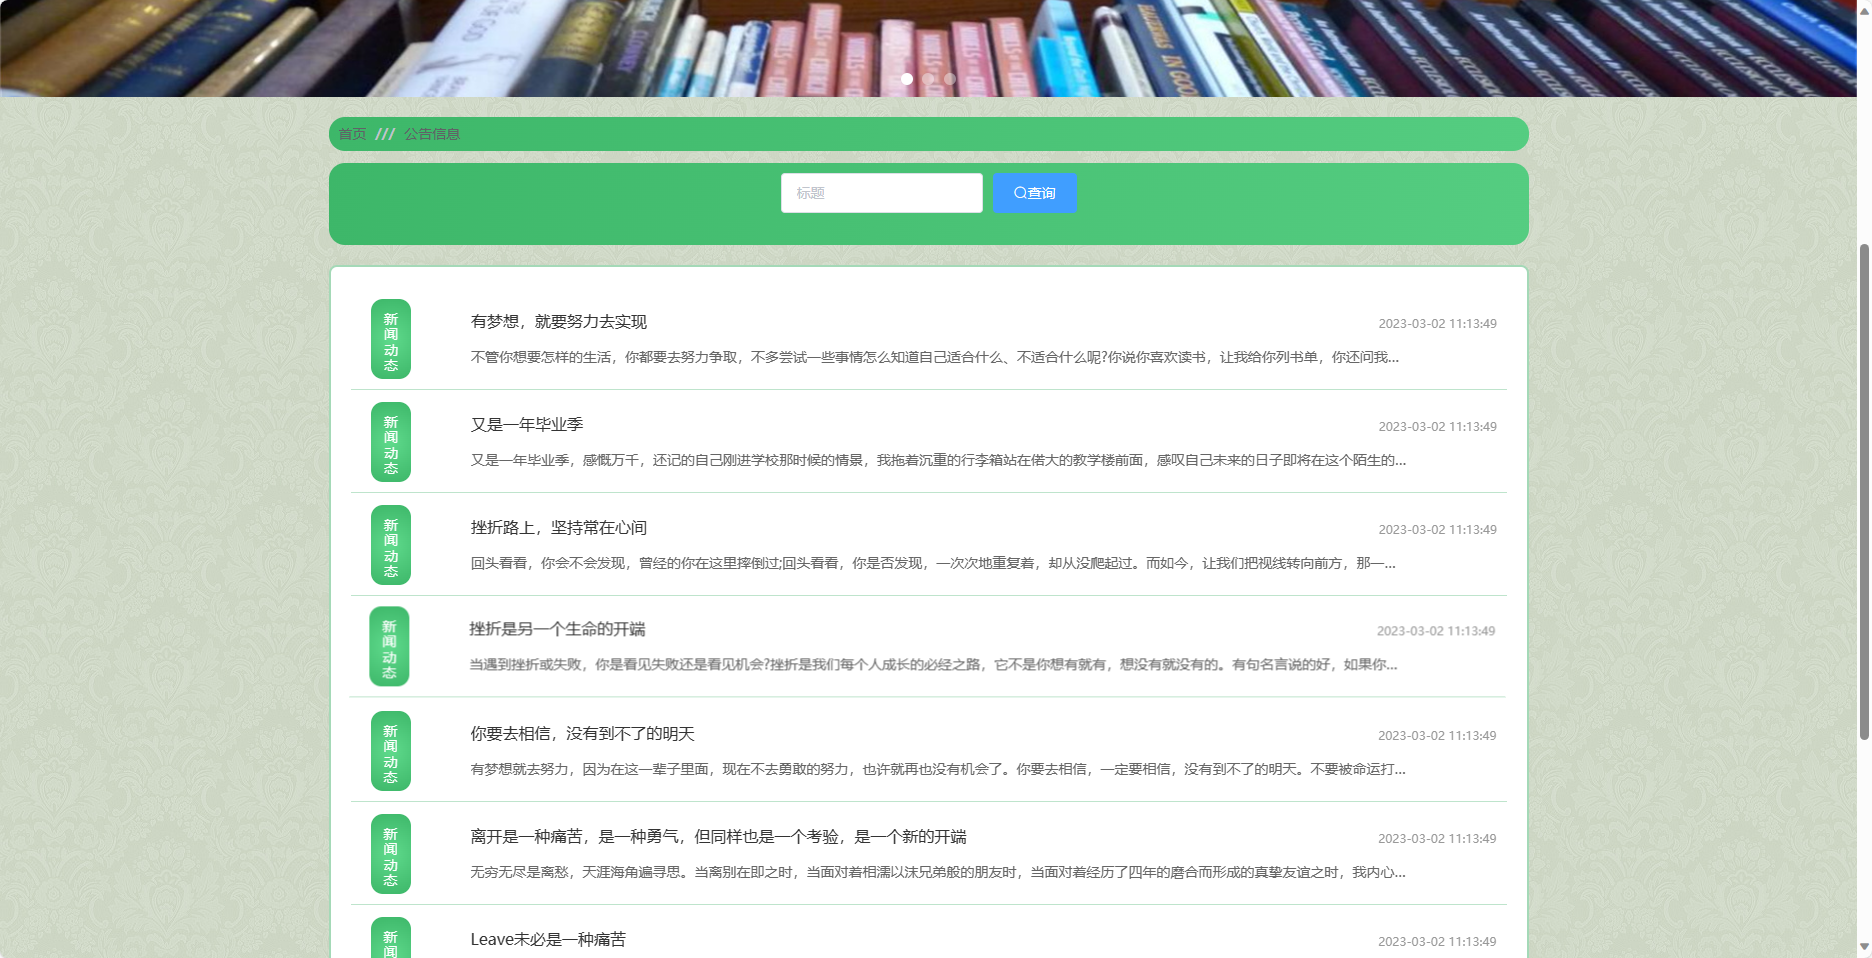 首页 /// 公告信息
标题 查询
新闻动态
有梦想，就要努力去实现 2023-03-02 11:13:49
不管你想要怎样的生活，你都要去努力争取，不多尝试一些事情怎么知道自己适合什么、不适合什么呢?你说你喜欢读书，让我给你列书单，你还问我...
新闻动态
又是一年毕业季 2023-03-02 11:13:49
又是一年毕业季，感慨万千，还记的自己刚进学校那时候的情景，我拖着沉重的行李箱站在偌大的教学楼前面，感叹自己未来的日子即将在这个陌生的...
新闻动态
挫折路上，坚持常在心间 2023-03-02 11:13:49
回头看看，你会不会发现，曾经的你在这里摔倒过;回头看看，你是否发现，一次次地重复着，却从没爬起过。而如今，让我们把视线转向前方，那一...
新闻动态
挫折是另一个生命的开端 2023-03-02 11:13:49
当遇到挫折或失败，你是看见失败还是看见机会?挫折是我们每个人成长的必经之路，它不是你想有就有，想没有就没有的。有句名言说的好，如果你...
新闻动态
你要去相信，没有到不了的明天 2023-03-02 11:13:49
有梦想就去努力，因为在这一辈子里面，现在不去勇敢的努力，也许就再也没有机会了。你要去相信，一定要相信，没有到不了的明天。不要被命运打...
新闻动态
离开是一种痛苦，是一种勇气，但同样也是一个考验，是一个新的开端 2023-03-02 11:13:49
无穷无尽是离愁，天涯海角遍寻思。当离别在即之时，当面对着相濡以沫兄弟般的朋友时，当面对着经历了四年的磨合而形成的真挚友谊之时，我内心...
新闻
Leave未必是一种痛苦 2023-03-02 11:13:49